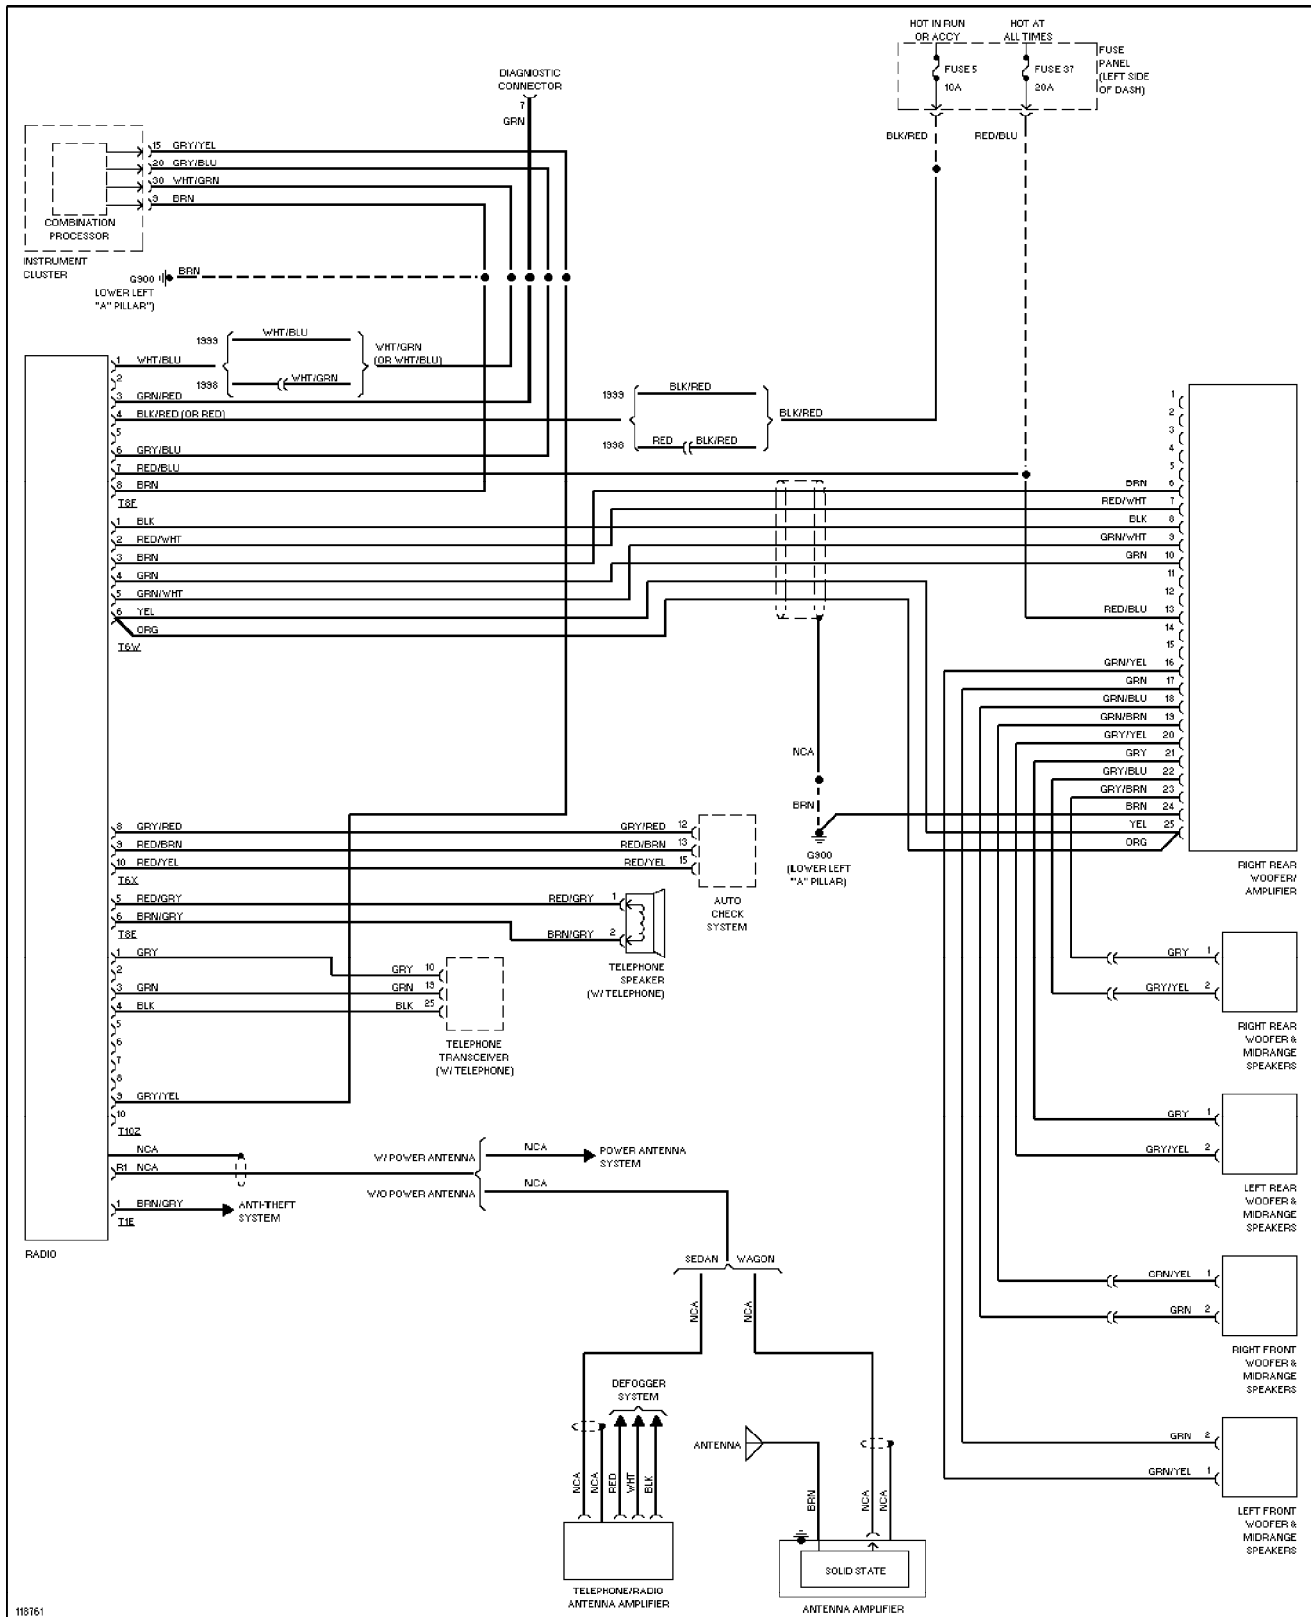 HOT IN RUN
OR ACCY
HOT AT
ALL TIMES
FUSE 5
10A
FUSE 37
20A
FUSE
PANEL
(LEFT SIDE
OF DASH)
BLK/RED
RED/BLU
DIAGNOSTIC
CONNECTOR
7
GRN
15 GRY/YEL
20 GRY/BLU
30 WHT/GRN
9 BRN
COMBINATION
PROCESSOR
INSTRUMENT
CLUSTER
G900
LOWER LEFT
"A" PILLAR")
BRN
1999
WHT/BLU
1998
WHT/GRN
WHT/GRN
(OR WHT/BLU)
1 WHT/BLU
2
3 GRN/RED
4 BLK/RED (OR RED)
5
6 GRY/BLU
7 RED/BLU
8 BRN
T8F
1999
BLK/RED
1998
RED
BLK/RED
BLK/RED
1 BLK
2 RED/WHT
3 BRN
4 GRN
5 GRN/WHT
6 YEL
ORG
T6W
1
2
3
4
5
BRN 6
RED/WHT 7
BLK 8
GRN/WHT 9
GRN 10
11
12
RED/BLU 13
14
15
GRN/YEL 16
GRN 17
GRN/BLU 18
GRN/BRN 19
GRY/YEL 20
GRY 21
GRY/BLU 22
GRY/BRN 23
BRN 24
YEL 25
ORG
RIGHT REAR
WOOFER/
AMPLIFIER
NCA
BRN
G900
(LOWER LEFT
"A" PILLAR)
8 GRY/RED
9 RED/BRN
10 RED/YEL
T6X
GRY/RED 12
RED/BRN 13
RED/YEL 15
AUTO
CHECK
SYSTEM
5 RED/GRY
6 BRN/GRY
T8E
RED/GRY 1
BRN/GRY 2
TELEPHONE
SPEAKER
(W/ TELEPHONE)
1 GRY
2
3 GRN
4 BLK
5
6
7
8
9 GRY/YEL
10
T10Z
GRY 10
GRN 19
BLK 25
TELEPHONE
TRANSCEIVER
(W/ TELEPHONE)
NCA
R1 NCA
1 BRN/GRY
T1E
ANTI-THEFT
SYSTEM
RADIO
W/ POWER ANTENNA
NCA
POWER ANTENNA
SYSTEM
W/O POWER ANTENNA
NCA
SEDAN
WAGON
NCA
NCA
DEFOGGER
SYSTEM
NCA
NCA
RED
WHT
BLK
TELEPHONE/RADIO
ANTENNA AMPLIFIER
ANTENNA
BRN
NCA
NCA
SOLID STATE
ANTENNA AMPLIFIER
GRY 1
GRY/YEL 2
RIGHT REAR
WOOFER &
MIDRANGE
SPEAKERS
GRY 1
GRY/YEL 2
LEFT REAR
WOOFER &
MIDRANGE
SPEAKERS
GRN/YEL 1
GRN 2
RIGHT FRONT
WOOFER &
MIDRANGE
SPEAKERS
GRN 2
GRN/YEL 1
LEFT FRONT
WOOFER &
MIDRANGE
SPEAKERS
118761